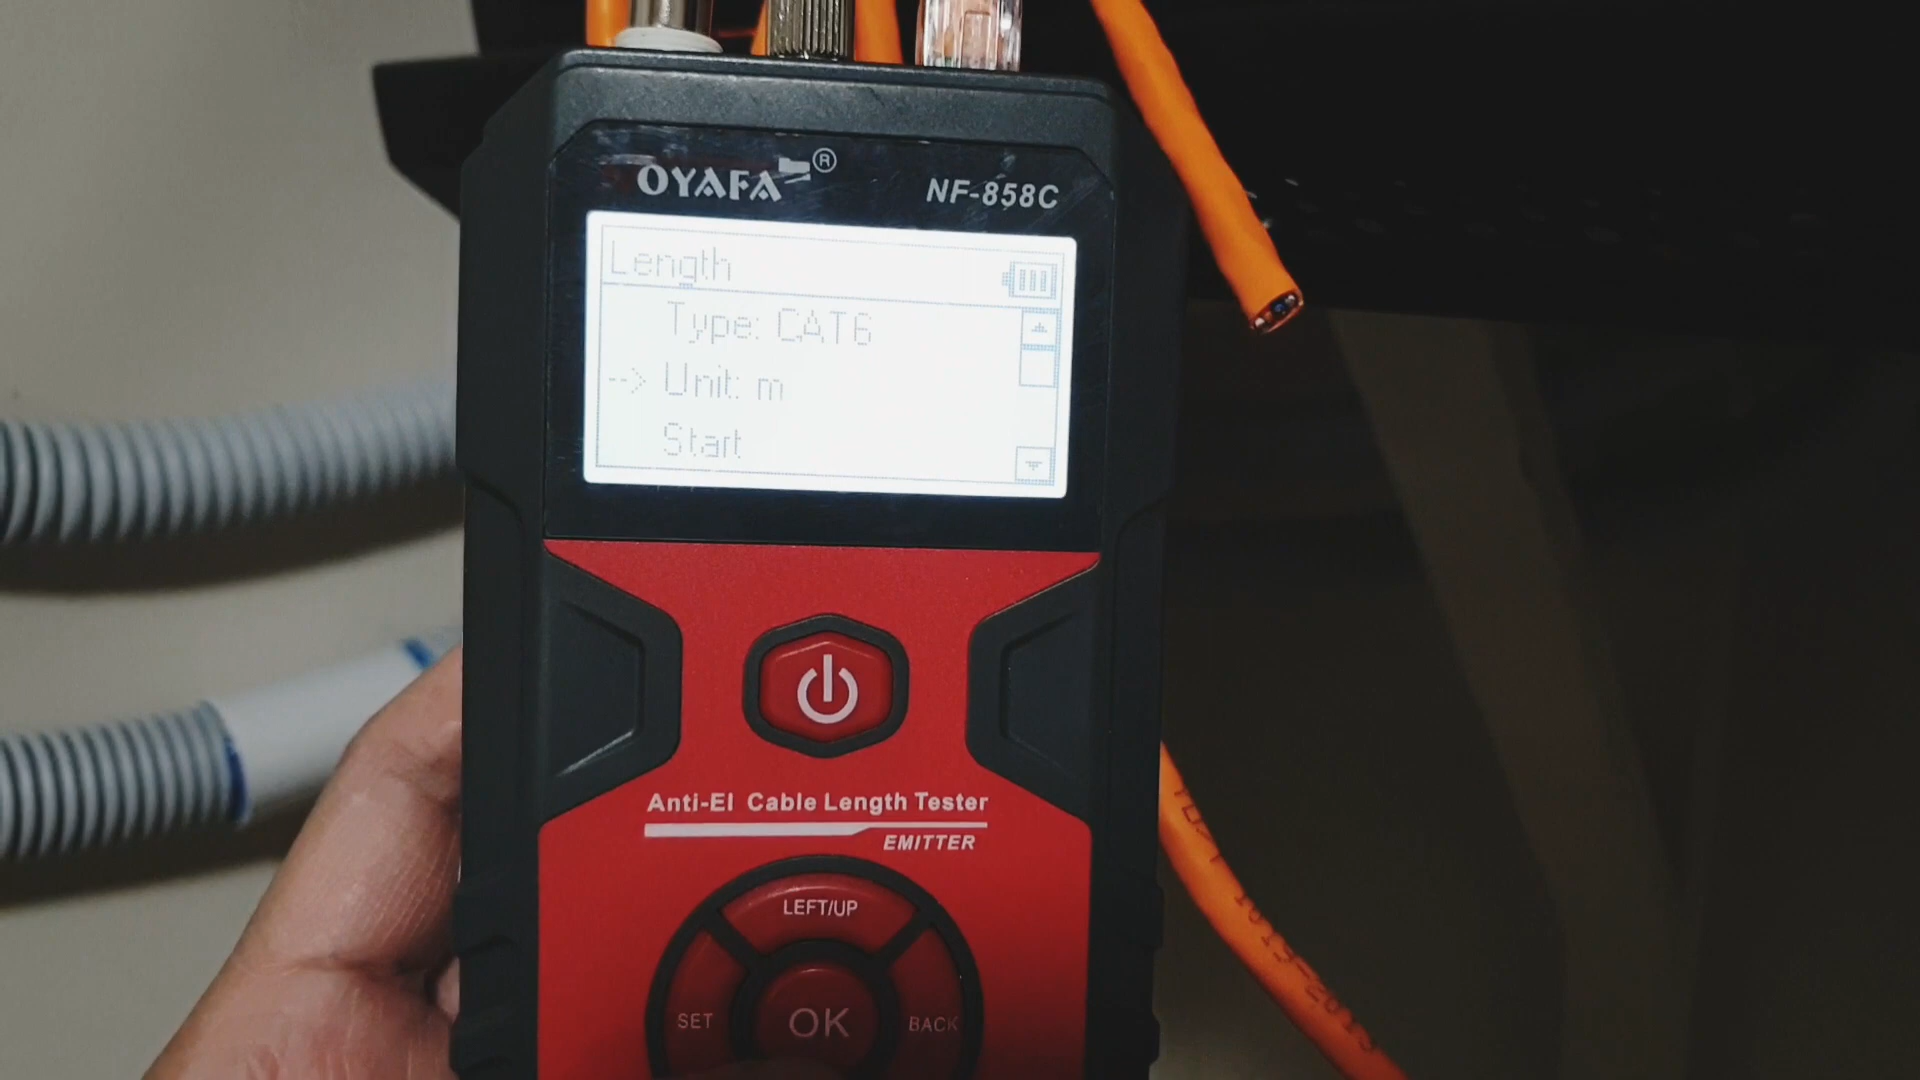 OYAFA®
NF-858C
Length
Type: CAT6
--> Unit: m
Start
Anti-EI Cable Length Tester
EMITTER
LEFT/UP
SET
OK
BACK